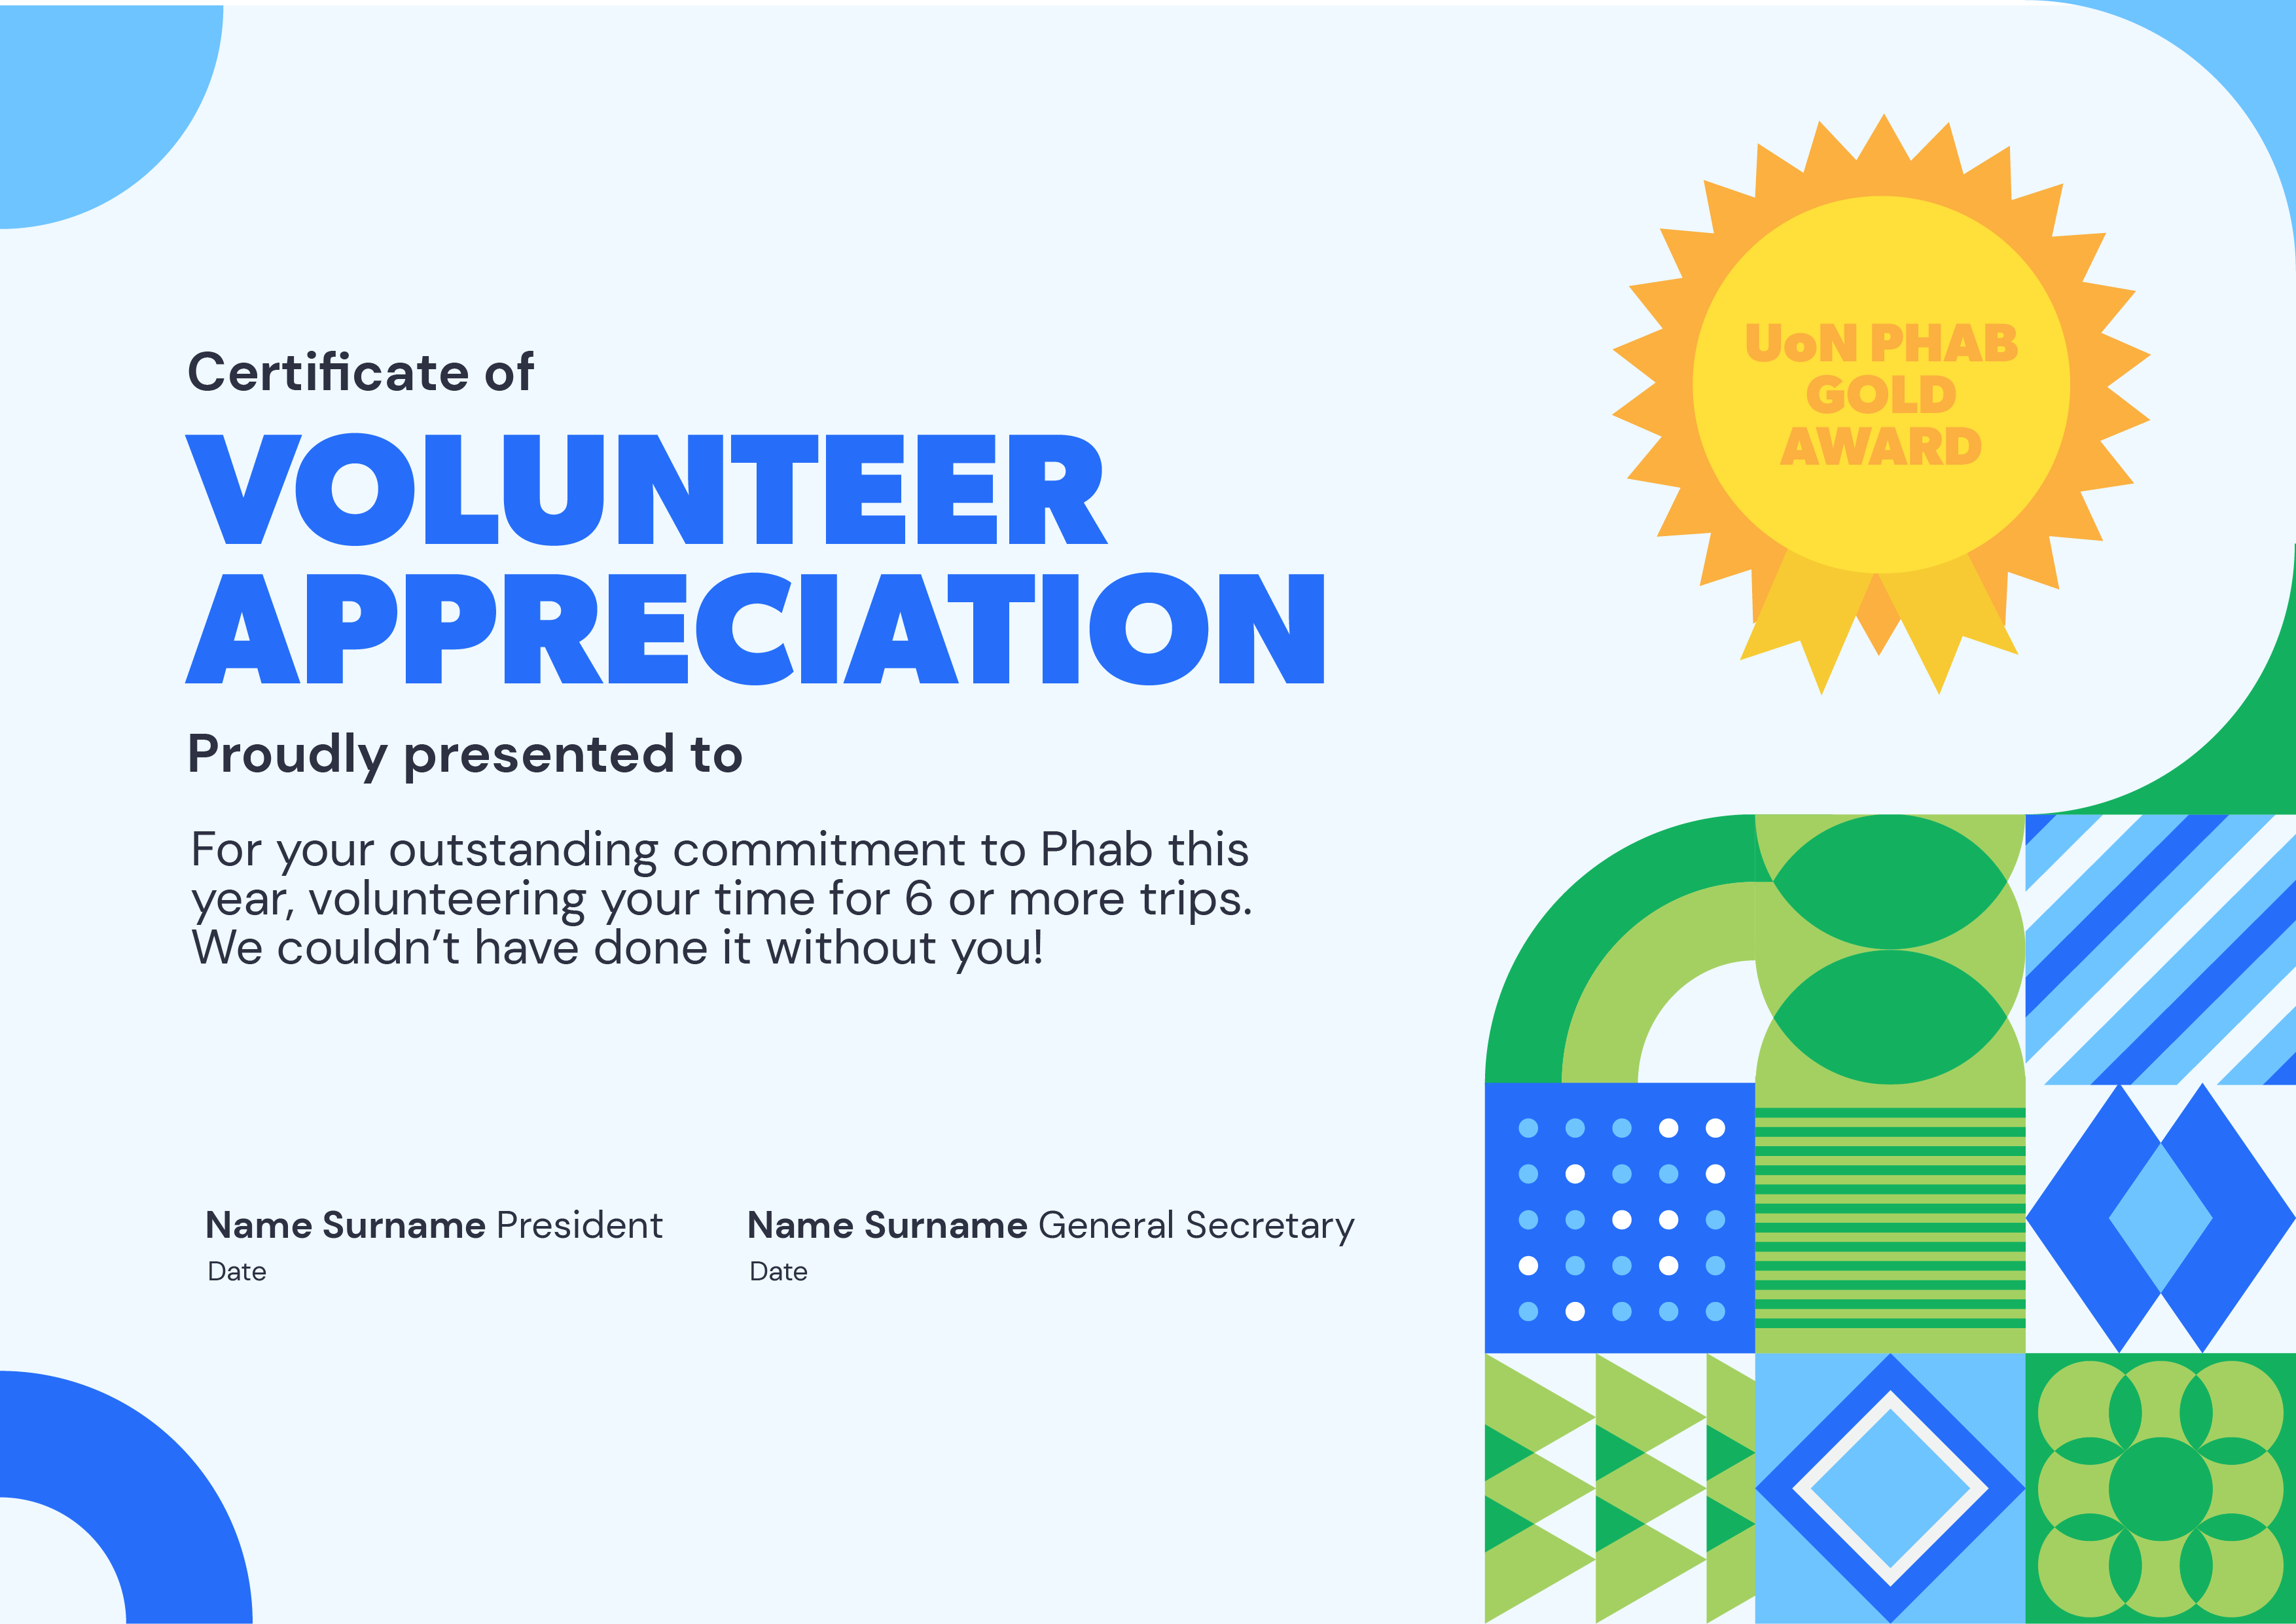 UoN PHAB
GOLD
AWARD
Certificate of
VOLUNTEER
APPRECIATION
Proudly presented to
For your outstanding commitment to Phab this
year, volunteering your time for 6 or more trips.
We couldn’t have done it without you!
Name Surname President
Date
Name Surname General Secretary
Date